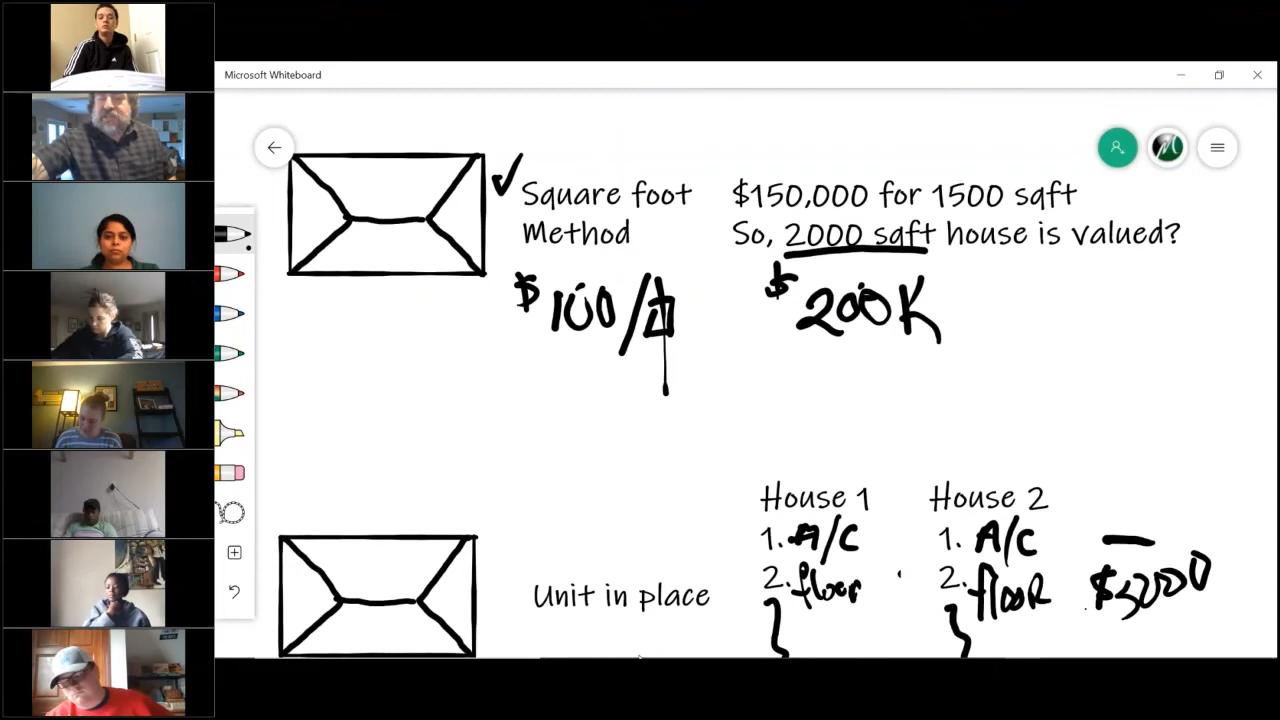 Microsoft Whiteboard
✓ Square foot $150,000 for 1500 sqft
Method So, 2000 sqft house is valued?
$100/ $200K
House 1 House 2
1. A/C 1. A/C
2. floor 2. floor $5000
Unit in place